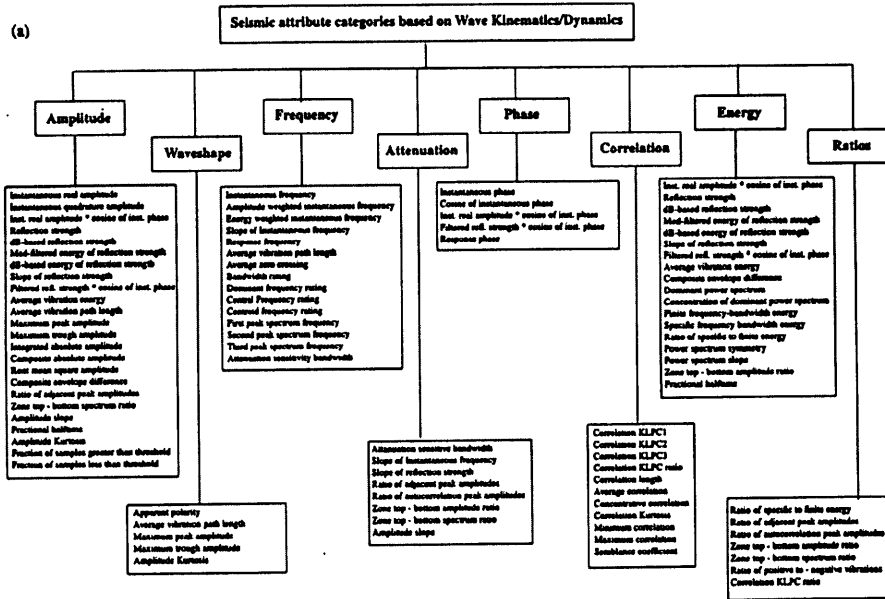 (a)
Seismic attribute categories based on Wave Kinematics/Dynamics
Amplitude
Waveshape
Frequency
Attenuation
Phase
Correlation
Energy
Ratios
Instantaneous real amplitude
Instantaneous quadrature amplitude
Inst. real amplitude * cosine of inst. phase
Reflection strength
dB-based reflection strength
Med-filtered energy of reflection strength
dB-based energy of reflection strength
Slope of reflection strength
Filtered refl. strength * cosine of inst. phase
Average vibration energy
Average vibration path length
Maximum peak amplitude
Maximum trough amplitude
Integrated absolute amplitude
Composite absolute amplitude
Root mean square amplitude
Composite envelope difference
Ratio of adjacent peak amplitudes
Zone top - bottom spectrum ratio
Amplitude slope
Fractional halftime
Amplitude Kurtosis
Fraction of samples greater than threshold
Fraction of samples less than threshold
Apparent polarity
Average vibration path length
Maximum peak amplitude
Maximum trough amplitude
Amplitude Kurtosis
Instantaneous frequency
Amplitude weighted instantaneous frequency
Energy weighted instantaneous frequency
Slope of instantaneous frequency
Response frequency
Average vibration path length
Average zero crossing
Bandwidth rating
Dominant frequency rating
Central Frequency rating
Centroid frequency rating
First peak spectrum frequency
Second peak spectrum frequency
Third peak spectrum frequency
Attenuation sensitivity bandwidth
Attenuation sensitive bandwidth
Slope of Instantaneous frequency
Slope of reflection strength
Ratio of adjacent peak amplitudes
Ratio of autocorrelation peak amplitudes
Zone top - bottom amplitude ratio
Zone top - bottom spectrum ratio
Amplitude slope
Instantaneous phase
Cosine of instantaneous phase
Inst. real amplitude * cosine of inst. phase
Filtered refl. strength * cosine of inst. phase
Response phase
Correlation KLPC1
Correlation KLPC2
Correlation KLPC3
Correlation KLPC ratio
Correlation length
Average correlation
Concentrative correlation
Correlation Kurtosis
Minimum correlation
Maximum correlation
Semblance coefficient
Inst. real amplitude * cosine of inst. phase
Reflection strength
dB-based reflection strength
Med-filtered energy of reflection strength
dB-based energy of reflection strength
Slope of reflection strength
Filtered refl. strength * cosine of inst. phase
Average vibration energy
Composite envelope difference
Dominant power spectrum
Concentration of dominant power spectrum
Finite frequency-bandwidth energy
Specific frequency bandwidth energy
Ratio of specific to finite energy
Power spectrum symmetry
Power spectrum slope
Zone top - bottom amplitude ratio
Fractional halftime
Ratio of specific to finite energy
Ratio of adjacent peak amplitudes
Ratio of autocorrelation peak amplitudes
Zone top - bottom amplitude ratio
Zone top - bottom spectrum ratio
Ratio of positive to - negative vibrations
Correlation KLPC ratio